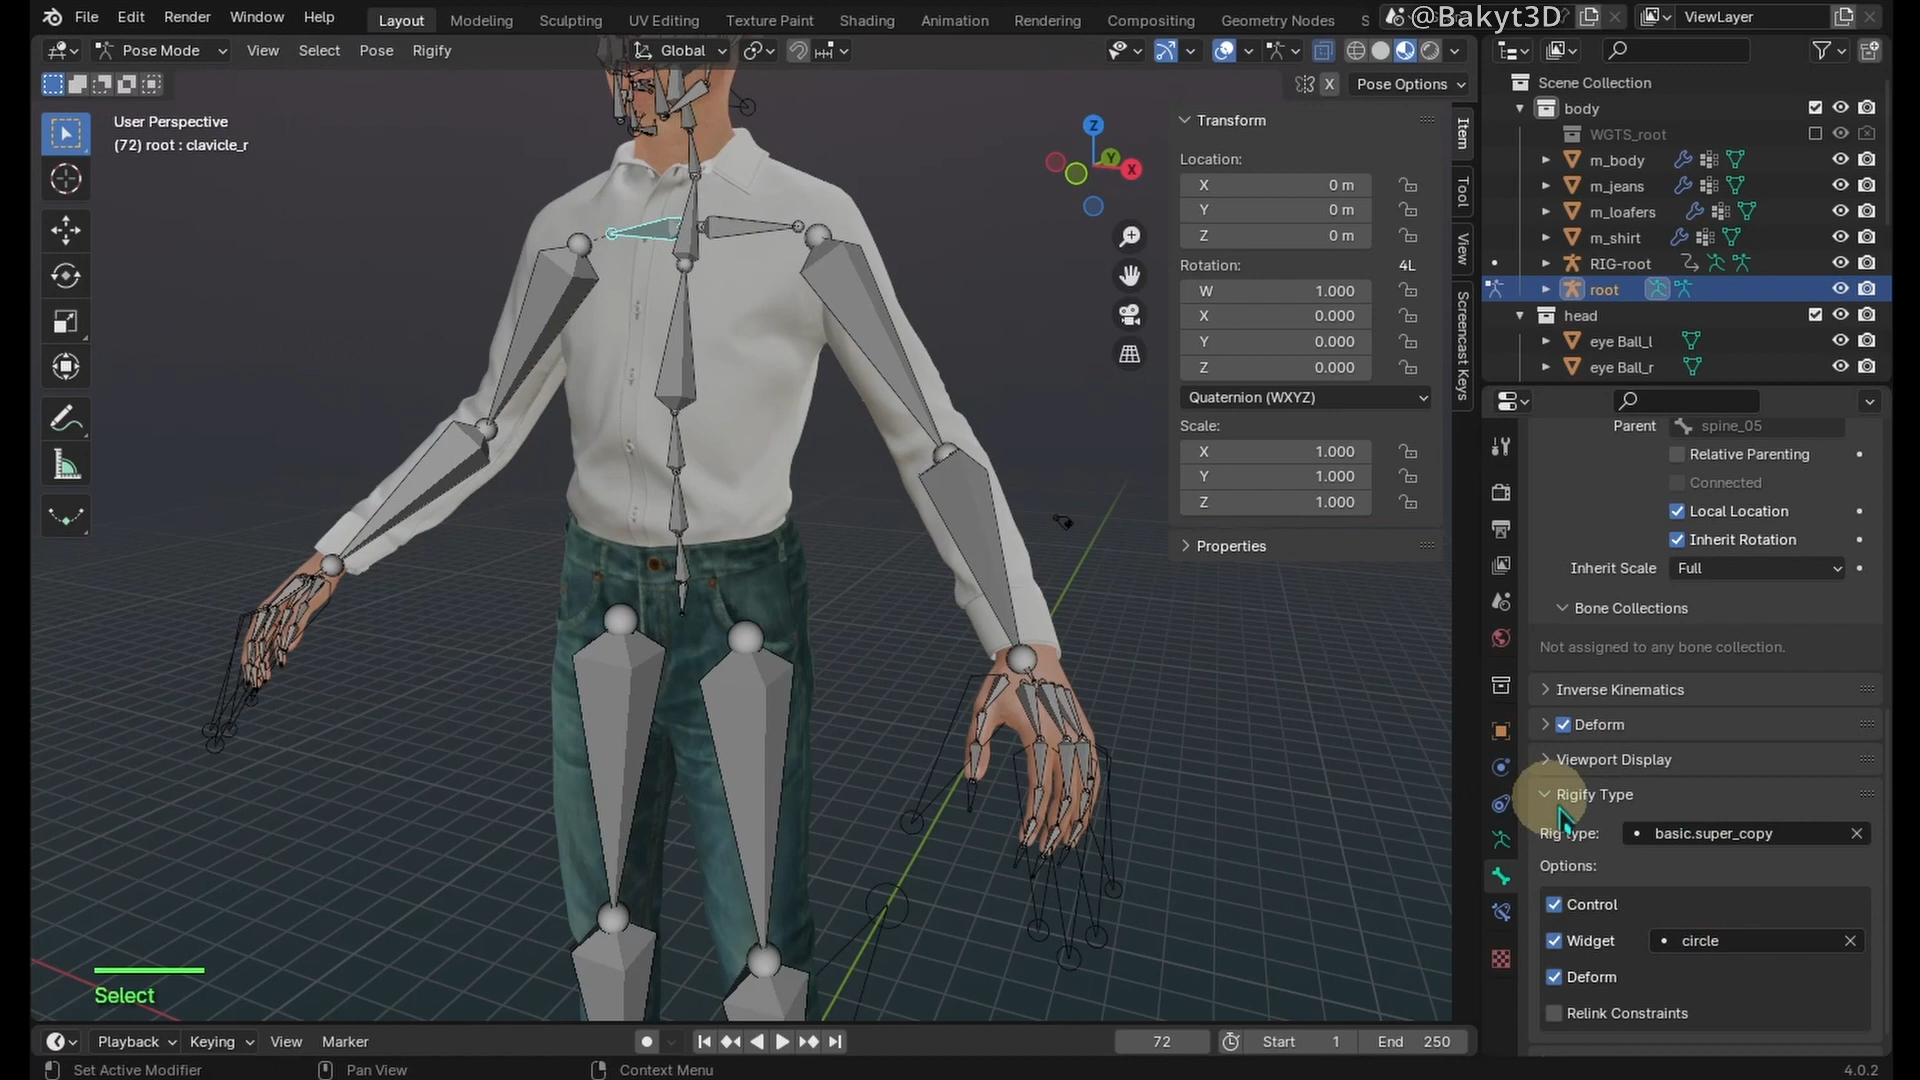 File Edit Render Window Help Layout Modeling Sculpting UV Editing Texture Paint Shading Animation Rendering Compositing Geometry Nodes S @Bakyt3D ViewLayer
Pose Mode View Select Pose Rigify Global
X Pose Options
User Perspective
(72) root : clavicle_r
Z
Y
X
Transform
Location:
X 0 m
Y 0 m
Z 0 m
Rotation: 4L
W 1.000
X 0.000
Y 0.000
Z 0.000
Quaternion (WXYZ)
Scale:
X 1.000
Y 1.000
Z 1.000
Properties
Item
Tool
View
Screencast Keys
Scene Collection
body
WGTS_root
m_body
m_jeans
m_loafers
m_shirt
RIG-root
root
head
eye Ball_l
eye Ball_r
Parent spine_05
Relative Parenting
Connected
Local Location
Inherit Rotation
Inherit Scale Full
Bone Collections
Not assigned to any bone collection.
Inverse Kinematics
Deform
Viewport Display
Rigify Type
Rig type: basic.super_copy
Options:
Control
Widget circle
Deform
Relink Constraints
Select
Playback Keying View Marker 72 Start 1 End 250
Set Active Modifier Pan View Context Menu 4.0.2